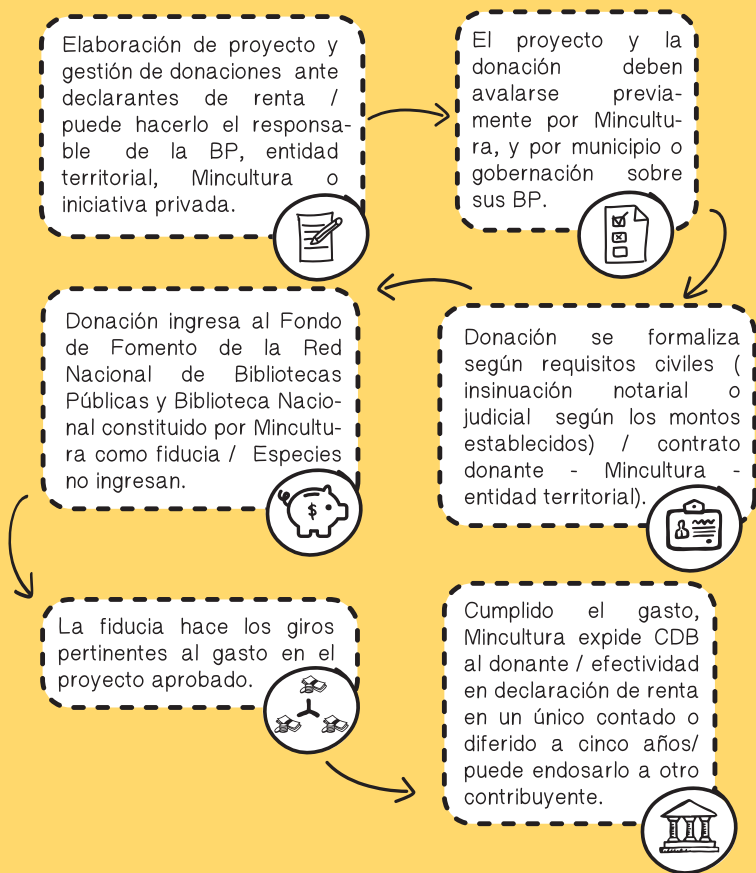 Elaboración de proyecto y
gestión de donaciones ante
declarantes de renta /
puede hacerlo el responsa-
ble de la BP, entidad
territorial, Mincultura o
iniciativa privada.
El proyecto y la
donación deben
avalarse previa-
mente por Mincultu-
ra, y por municipio o
gobernación sobre
sus BP.
Donación se formaliza
según requisitos civiles (
insinuación notarial o
judicial según los montos
establecidos) / contrato
donante - Mincultura -
entidad territorial).
Donación ingresa al Fondo
de Fomento de la Red
Nacional de Bibliotecas
Públicas y Biblioteca Nacio-
nal constituido por Mincultu-
ra como fiducia / Especies
no ingresan.
$
La fiducia hace los giros
pertinentes al gasto en el
proyecto aprobado.
Cumplido el gasto,
Mincultura expide CDB
al donante / efectividad
en declaración de renta
en un único contado o
diferido a cinco años/
puede endosarlo a otro
contribuyente.